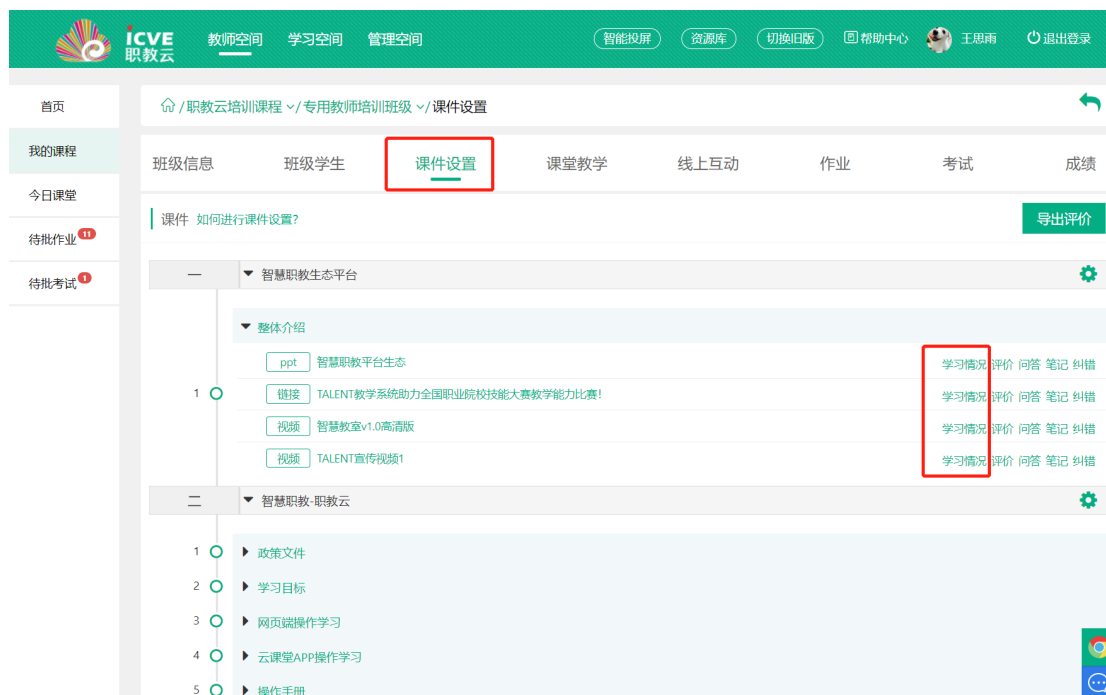 icve 职教云 教师空间 学习空间 管理空间 智能投屏 资源库 切换旧版 帮助中心 王思雨 退出登录
首页
我的课程
今日课堂
待批作业 11
待批考试 1
/职教云培训课程 /专用教师培训班级 /课件设置
班级信息 班级学生 课件设置 课堂教学 线上互动 作业 考试 成绩
课件 如何进行课件设置? 导出评价
一 智慧职教生态平台
整体介绍
ppt 智慧职教平台生态 学习情况 评价 问答 笔记 纠错
1 链接 TALENT教学系统助力全国职业院校技能大赛教学能力比赛! 学习情况 评价 问答 笔记 纠错
视频 智慧教室v1.0高清版 学习情况 评价 问答 笔记 纠错
视频 TALENT宣传视频1 学习情况 评价 问答 笔记 纠错
二 智慧职教-职教云
1 政策文件
2 学习目标
3 网页端操作学习
4 云课堂APP操作学习
5 操作手册